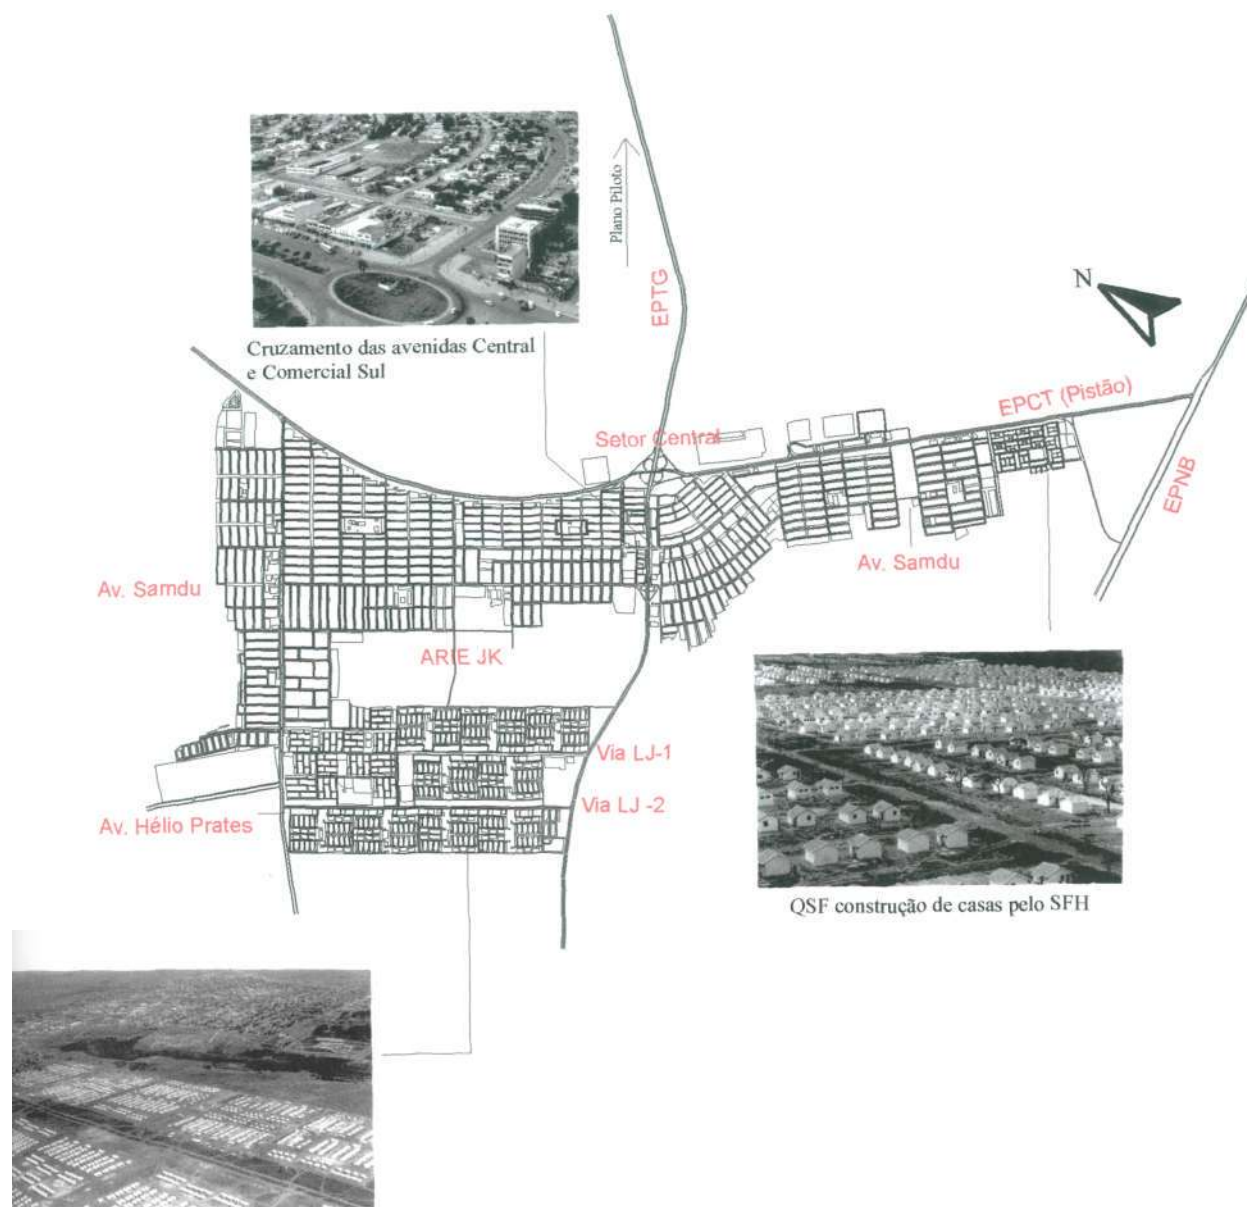 Plano Piloto
EPTG
N
Cruzamento das avenidas Central
e Comercial Sul
EPCT (Pistão)
Setor Central
EPNB
Av. Samdu
Av. Samdu
ARIE JK
Via LJ-1
Via LJ -2
Av. Hélio Prates
QSF construção de casas pelo SFH